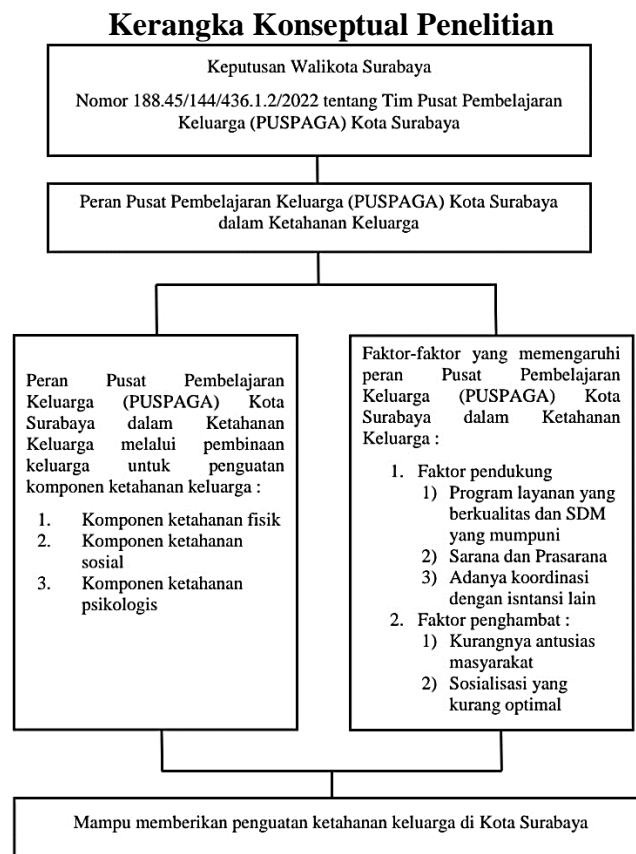 Kerangka Konseptual Penelitian
Keputusan Walikota Surabaya
Nomor 188.45/144/436.1.2/2022 tentang Tim Pusat Pembelajaran
Keluarga (PUSPAGA) Kota Surabaya
Peran Pusat Pembelajaran Keluarga (PUSPAGA) Kota Surabaya
dalam Ketahanan Keluarga
Peran Pusat Pembelajaran
Keluarga (PUSPAGA) Kota
Surabaya dalam Ketahanan
Keluarga melalui pembinaan
keluarga untuk penguatan
komponen ketahanan keluarga :
1. Komponen ketahanan fisik
2. Komponen ketahanan
sosial
3. Komponen ketahanan
psikologis
Faktor-faktor yang memengaruhi
peran Pusat Pembelajaran
Keluarga (PUSPAGA) Kota
Surabaya dalam Ketahanan
Keluarga :
1. Faktor pendukung
1) Program layanan yang
berkualitas dan SDM
yang mumpuni
2) Sarana dan Prasarana
3) Adanya koordinasi
dengan isntansi lain
2. Faktor penghambat :
1) Kurangnya antusias
masyarakat
2) Sosialisasi yang
kurang optimal
Mampu memberikan penguatan ketahanan keluarga di Kota Surabaya